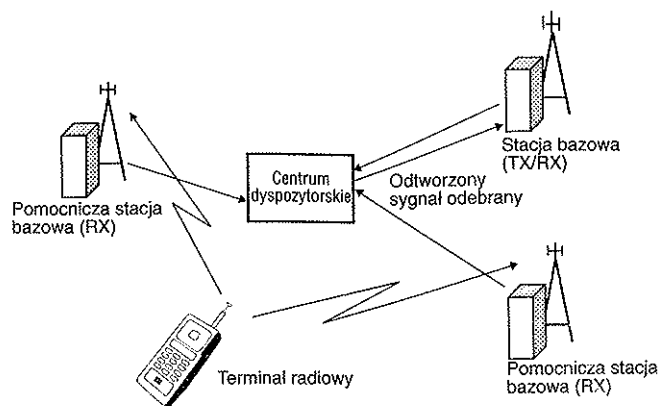 Stacja bazowa
(TX/RX)
Centrum
dyspozytorskie
Odtworzony
sygnał odebrany
Pomocnicza stacja
bazowa (RX)
Terminal radiowy
Pomocnicza stacja
bazowa (RX)